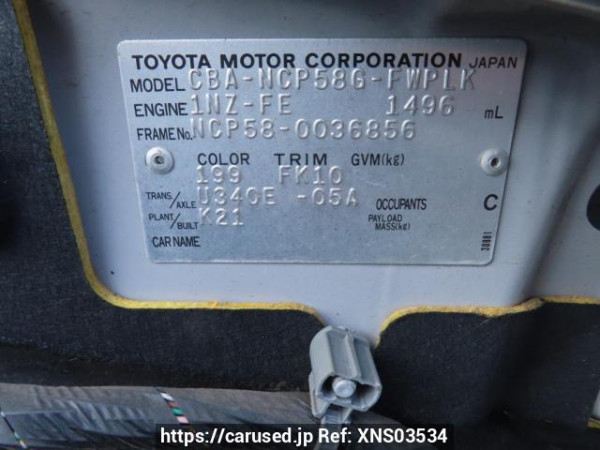 TOYOTA MOTOR CORPORATION JAPAN
MODEL CBA-NCP58G-FWPLK
ENGINE 1NZ-FE 1496 mL
FRAME No. NCP58-0036856
COLOR TRIM GVM(kg)
199 FK10
TRANS./AXLE U340E -05A OCCUPANTS C
PLANT/BUILT K21 PAYLOAD MASS(kg)
CAR NAME
30881
https://carused.jp Ref: XNS03534